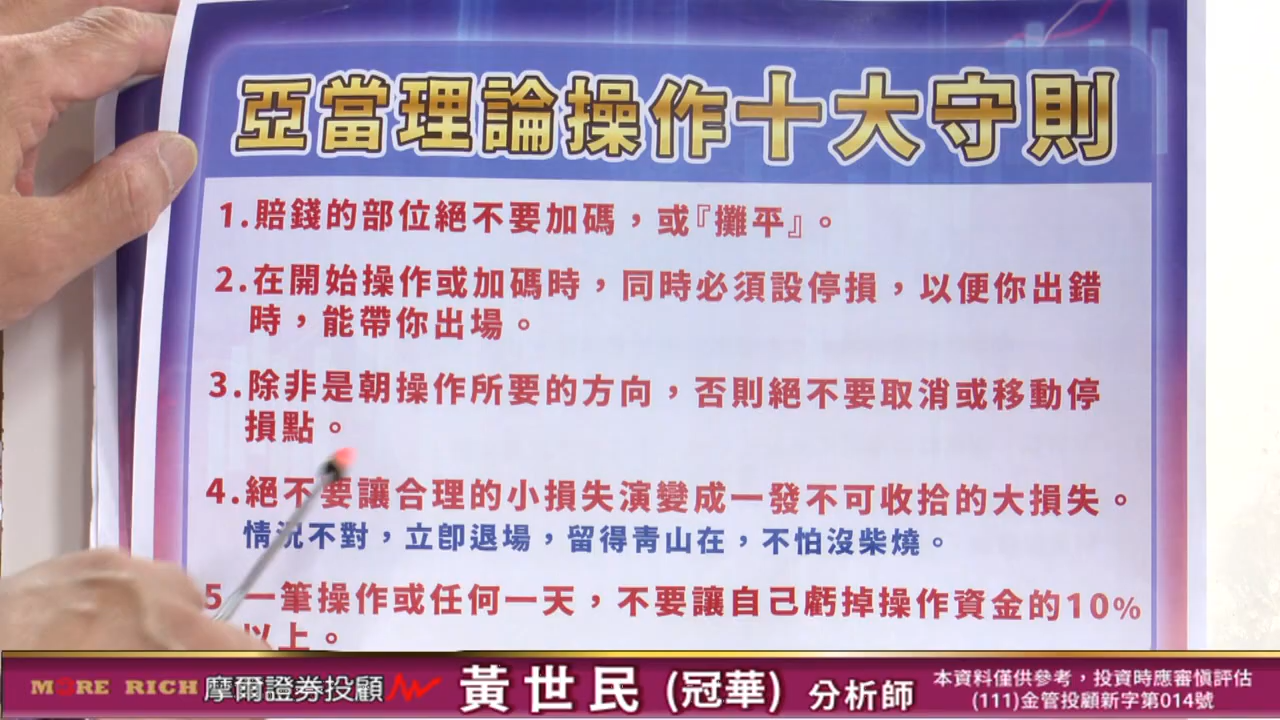 亞當理論操作十大守則
1.賠錢的部位絕不要加碼，或『攤平』。
2.在開始操作或加碼時，同時必須設停損，以便你出錯
時，能帶你出場。
3.除非是朝操作所要的方向，否則絕不要取消或移動停
損點。
4.絕不要讓合理的小損失演變成一發不可收拾的大損失。
情況不對，立即退場，留得青山在，不怕沒柴燒。
5.一筆操作或任何一天，不要讓自己虧掉操作資金的10%
以上。
MORE RICH 摩爾證券投顧 黃世民 (冠華) 分析師
本資料僅供參考，投資時應審慎評估
(111)金管投顧新字第014號